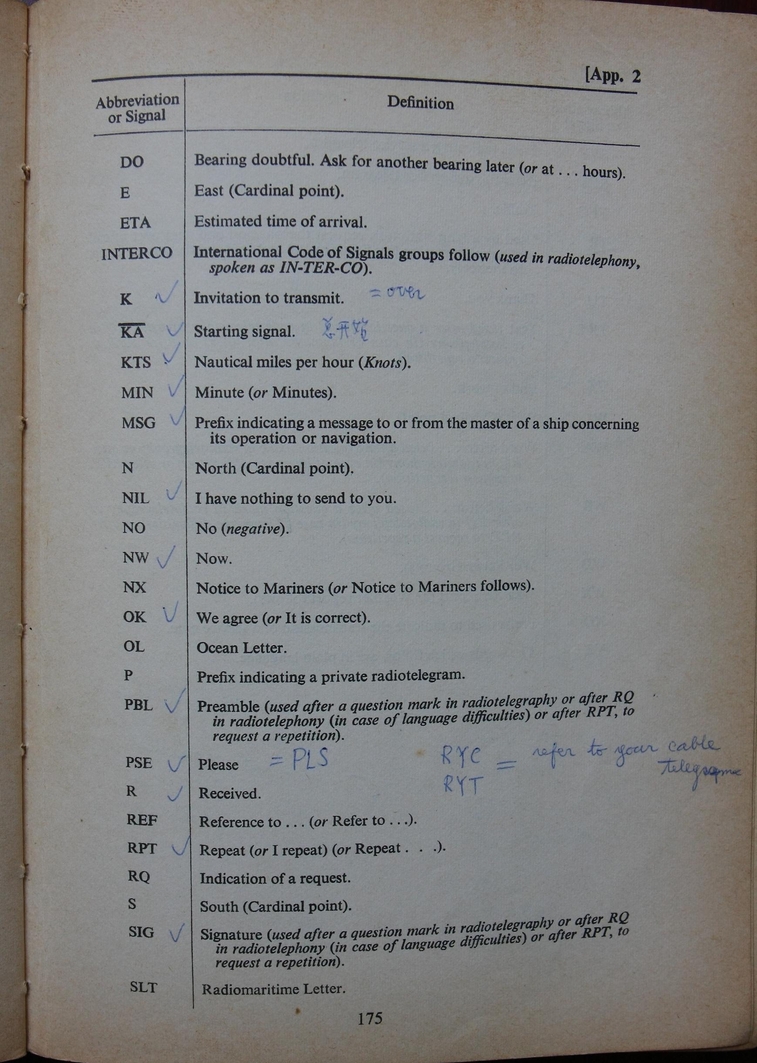 [App. 2
Abbreviation or Signal Definition
DO Bearing doubtful. Ask for another bearing later (or at . . . hours).
E East (Cardinal point).
ETA Estimated time of arrival.
INTERCO International Code of Signals groups follow (used in radiotelephony,
spoken as IN-TER-CO).
K Invitation to transmit. = over
KA Starting signal.
KTS Nautical miles per hour (Knots).
MIN Minute (or Minutes).
MSG Prefix indicating a message to or from the master of a ship concerning
its operation or navigation.
N North (Cardinal point).
NIL I have nothing to send to you.
NO No (negative).
NW Now.
NX Notice to Mariners (or Notice to Mariners follows).
OK We agree (or It is correct).
OL Ocean Letter.
P Prefix indicating a private radiotelegram.
PBL Preamble (used after a question mark in radiotelegraphy or after RQ
in radiotelephony (in case of language difficulties) or after RPT, to
request a repetition).
PSE Please = PLS RYC = refer to your cable
R Received. RYT
REF Reference to . . . (or Refer to . . .).
RPT Repeat (or I repeat) (or Repeat . . .).
RQ Indication of a request.
S South (Cardinal point).
SIG Signature (used after a question mark in radiotelegraphy or after RQ
in radiotelephony (in case of language difficulties) or after RPT, to
request a repetition).
SLT Radiomaritime Letter.
175